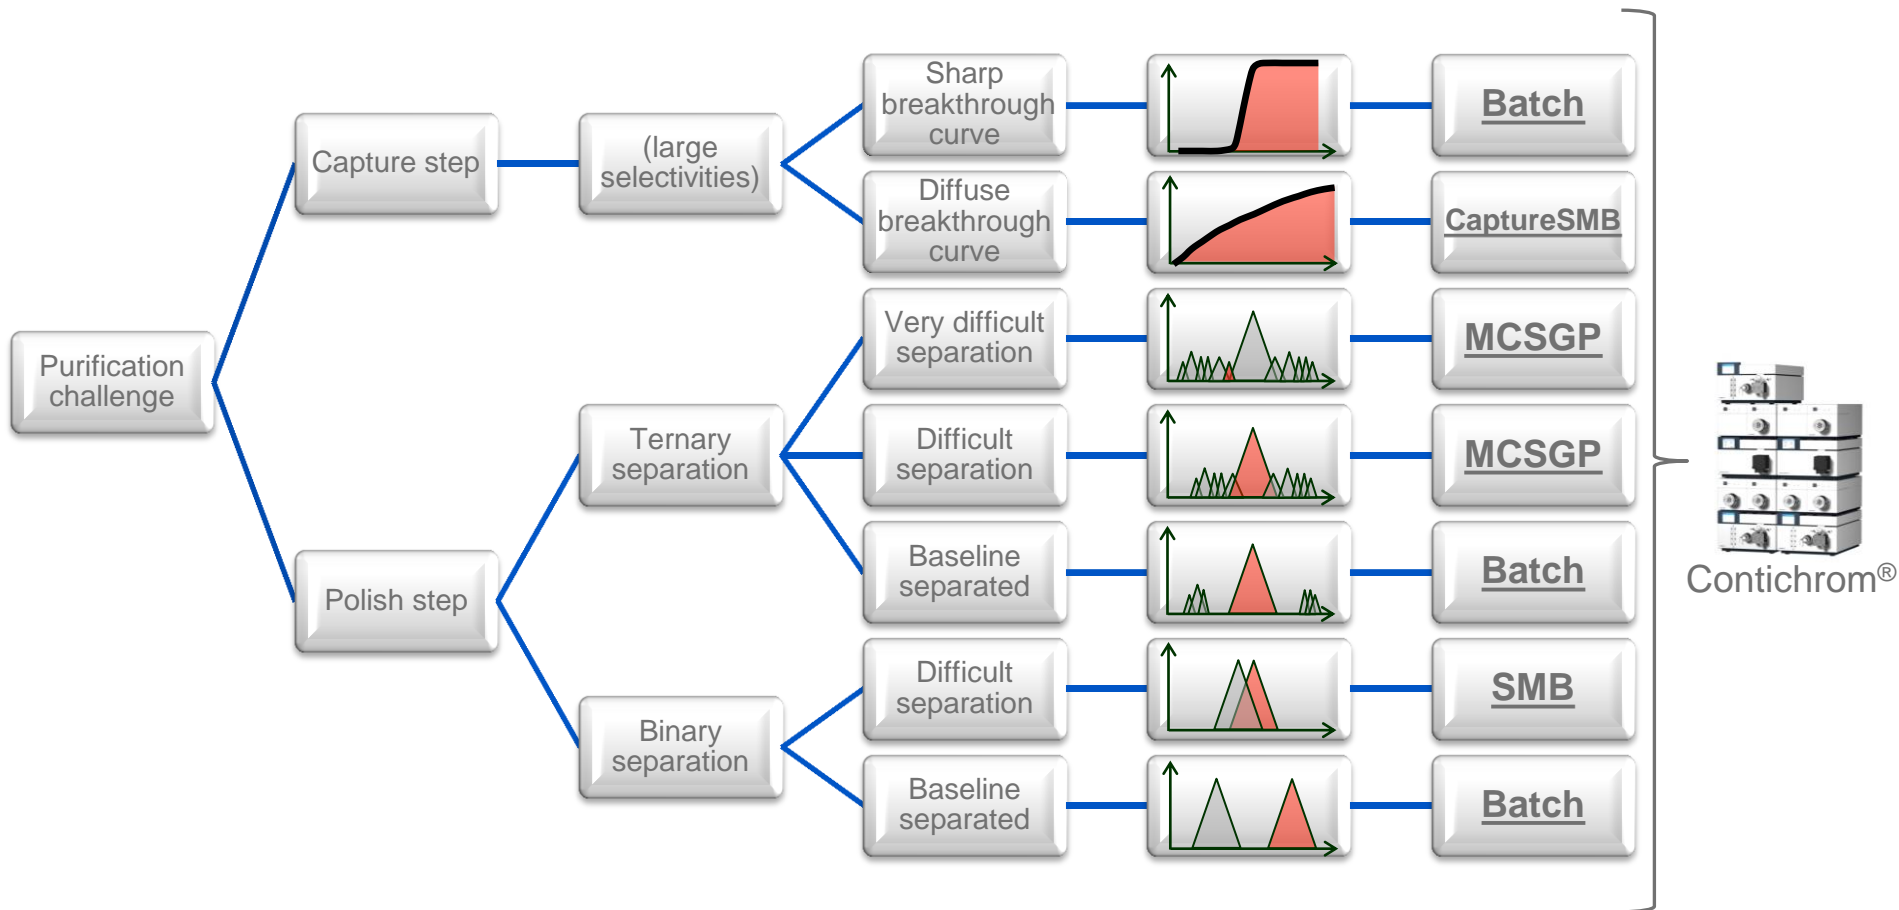 Purification
challenge
Capture step
(large
selectivities)
Sharp
breakthrough
curve
Batch
Diffuse
breakthrough
curve
CaptureSMB
Polish step
Ternary
separation
Very difficult
separation
MCSGP
Difficult
separation
MCSGP
Baseline
separated
Batch
Binary
separation
Difficult
separation
SMB
Baseline
separated
Batch
Contichrom®